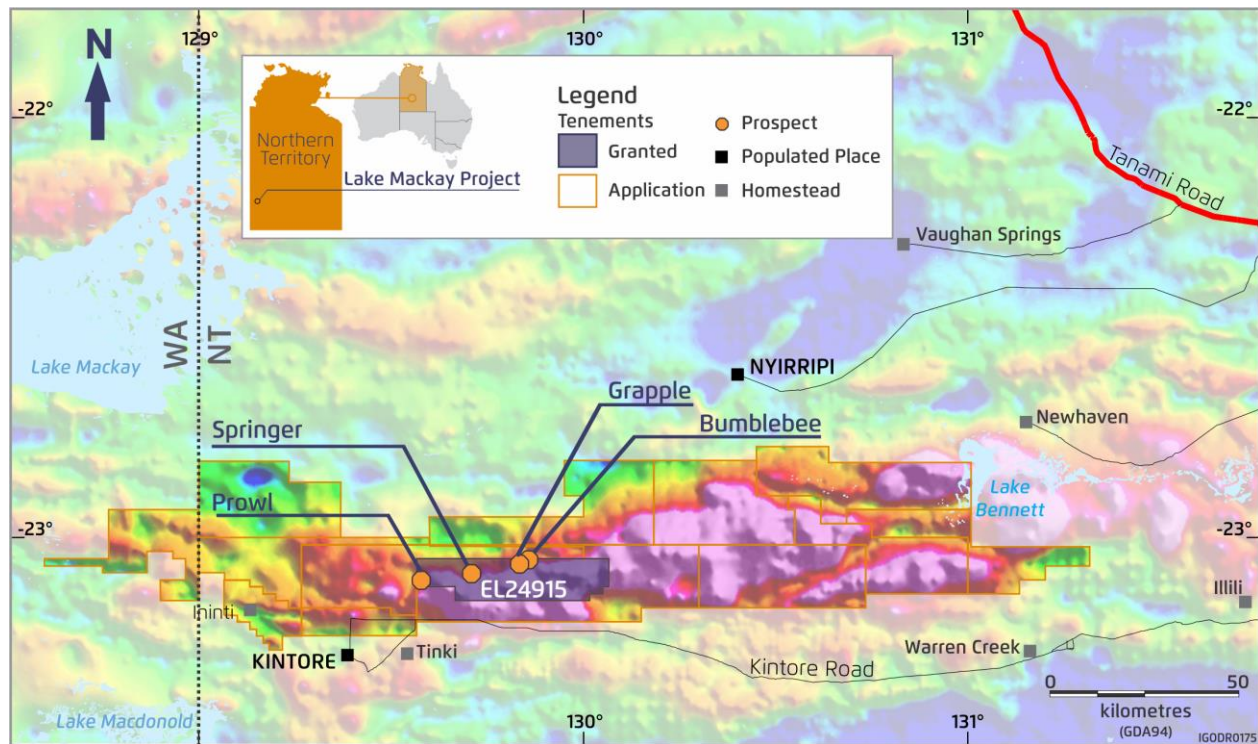 129°
130°
131°
N
-22°
-22°
Legend
Tenements
Granted
Application
Prospect
Populated Place
Homestead
Northern
Territory
Lake Mackay Project
Tanami Road
Vaughan Springs
WA
NT
Lake Mackay
NYIRRIPI
Grapple
Bumblebee
Newhaven
Springer
Prowl
Lake
Bennett
-23°
-23°
EL24915
Ininti
Illili
KINTORE
Tinki
Warren Creek
Kintore Road
0
50
kilometres
(GDA94)
Lake Macdonald
129°
130°
131°
IGODR0175